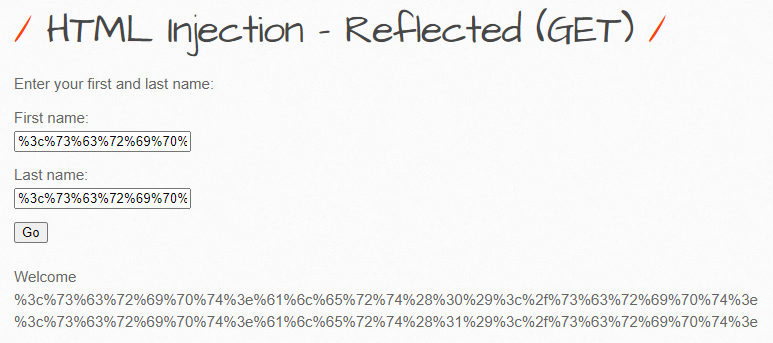 / HTML Injection - Reflected (GET) /
Enter your first and last name:
First name:
%3c%73%63%72%69%70%
Last name:
%3c%73%63%72%69%70%
Go
Welcome
%3c%73%63%72%69%70%74%3e%61%6c%65%72%74%28%30%29%3c%2f%73%63%72%69%70%74%3e
%3c%73%63%72%69%70%74%3e%61%6c%65%72%74%28%31%29%3c%2f%73%63%72%69%70%74%3e